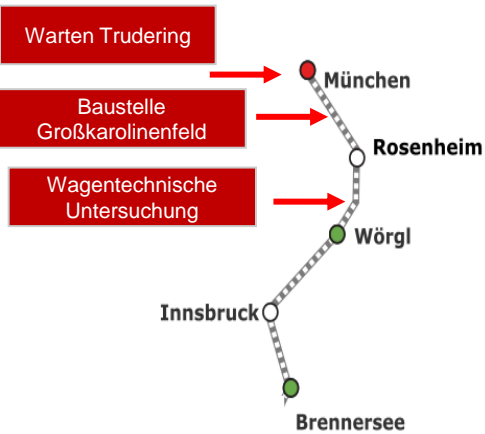 Warten Trudering
München
Baustelle
Großkarolinenfeld
Rosenheim
Wagentechnische
Untersuchung
Wörgl
Innsbruck
Brennersee